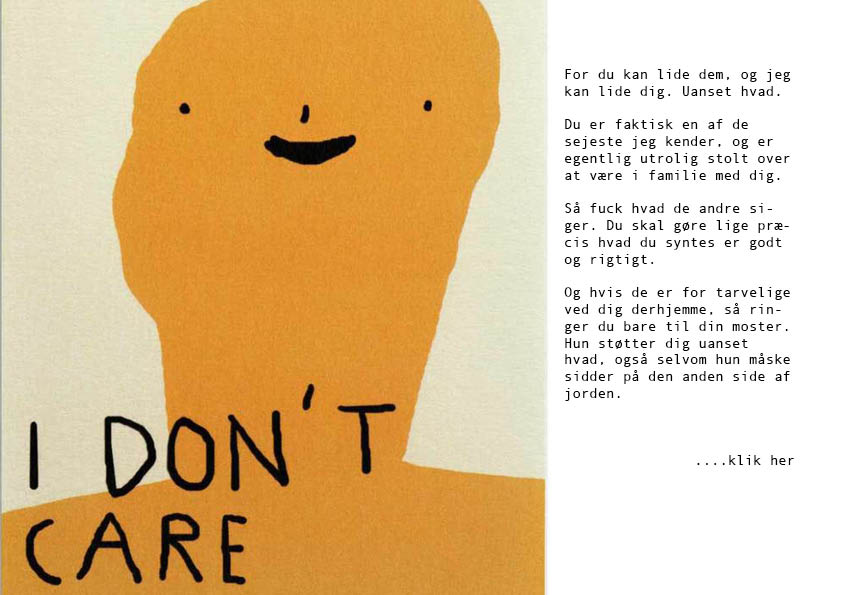 I DON'T
CARE
For du kan lide dem, og jeg
kan lide dig. Uanset hvad.
Du er faktisk en af de
sejeste jeg kender, og er
egentlig utrolig stolt over
at være i familie med dig.
Så fuck hvad de andre si-
ger. Du skal gøre lige præ-
cis hvad du syntes er godt
og rigtigt.
Og hvis de er for tarvelige
ved dig derhjemme, så rin-
ger du bare til din moster.
Hun støtter dig uanset
hvad, også selvom hun måske
sidder på den anden side af
jorden.
....klik her